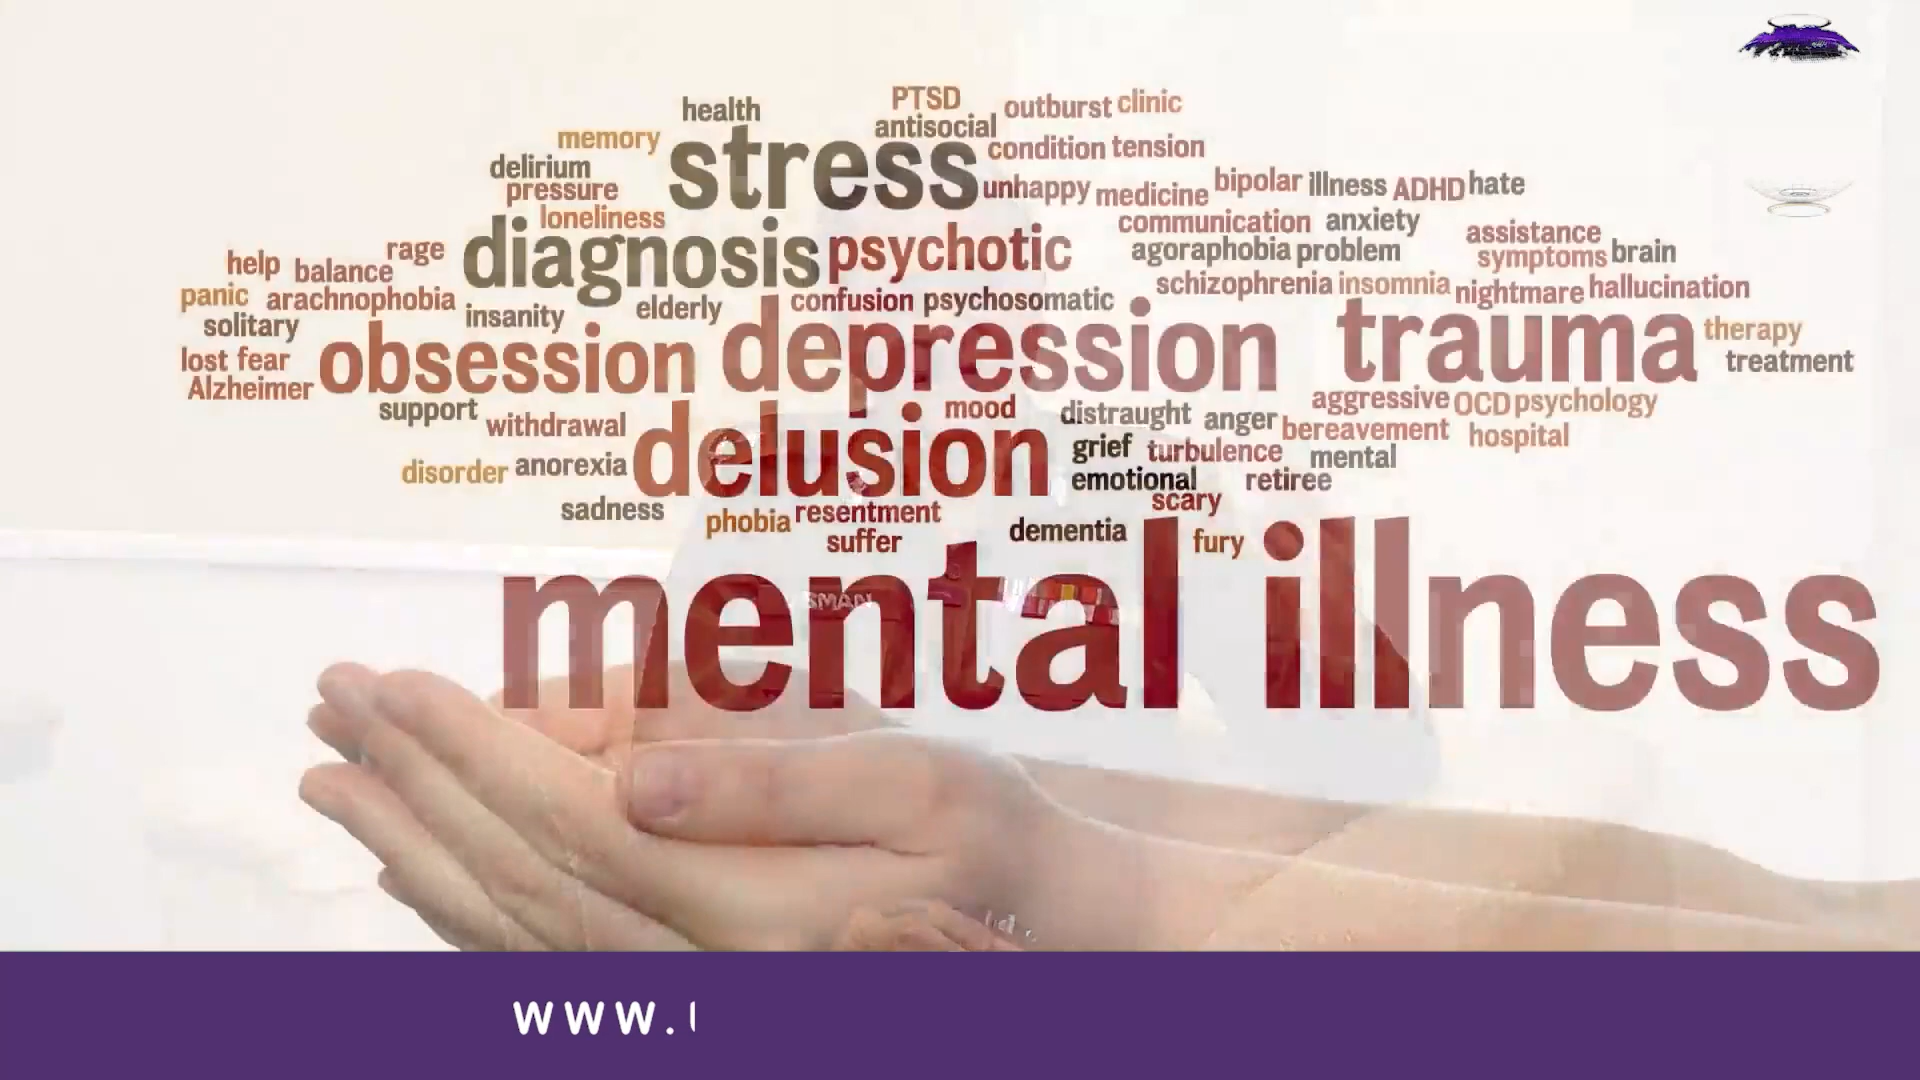 health PTSD outburst clinic
memory antisocial
delirium stress condition tension
pressure unhappy medicine bipolar illness ADHD hate
loneliness communication anxiety assistance
help balance rage diagnosis psychotic agoraphobia problem symptoms brain
panic arachnophobia confusion psychosomatic schizophrenia insomnia nightmare hallucination
solitary insanity elderly therapy
lost fear obsession depression trauma treatment
Alzheimer
support withdrawal mood distraught anger aggressive OCD psychology
bereavement hospital
disorder anorexia delusion grief turbulence mental
emotional retiree
sadness phobia resentment scary
suffer dementia fury
mental illness
WWW.